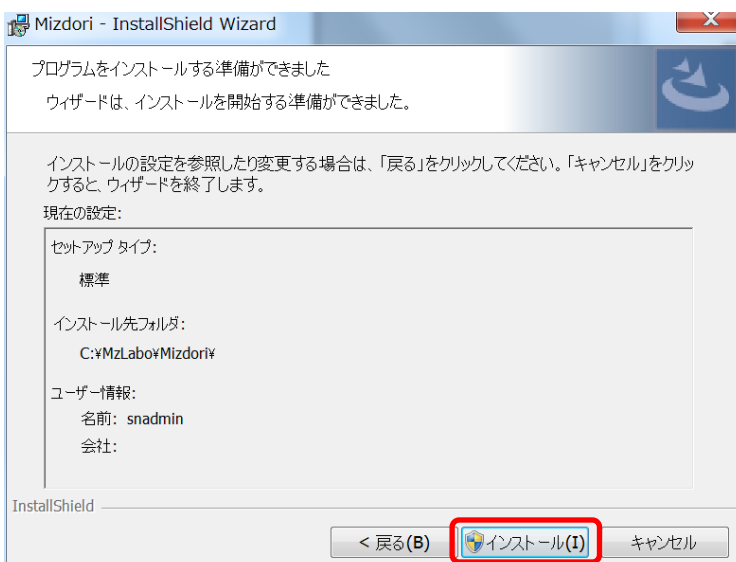 Mizdori - InstallShield Wizard
プログラムをインストールする準備ができました
ウィザードは、インストールを開始する準備ができました。
インストールの設定を参照したり変更する場合は、「戻る」をクリックしてください。「キャンセル」をクリッ
クすると、ウィザードを終了します。
現在の設定:
セットアップ タイプ:
標準
インストール先フォルダ:
C:¥MzLabo¥Mizdori¥
ユーザー情報:
名前: snadmin
会社:
InstallShield
< 戻る(B)
インストール(I)
キャンセル